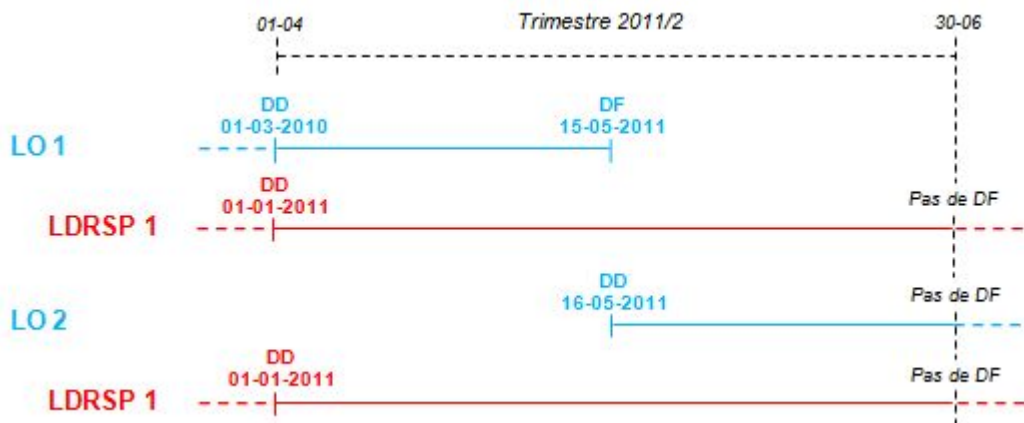 01-04 Trimestre 2011/2 30-06
DD DF
01-03-2010 15-05-2011
LO 1
DD
01-01-2011 Pas de DF
LDRSP 1
DD
16-05-2011 Pas de DF
LO 2
DD
01-01-2011 Pas de DF
LDRSP 1